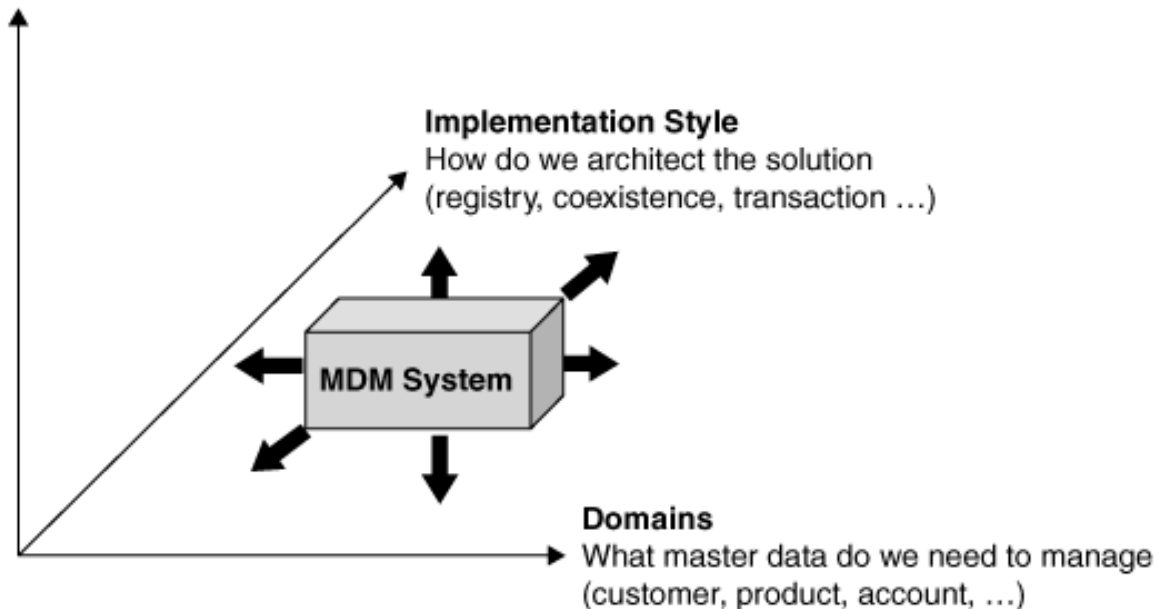 Implementation Style
How do we architect the solution
(registry, coexistence, transaction ...)
MDM System
Domains
What master data do we need to manage
(customer, product, account, ...)